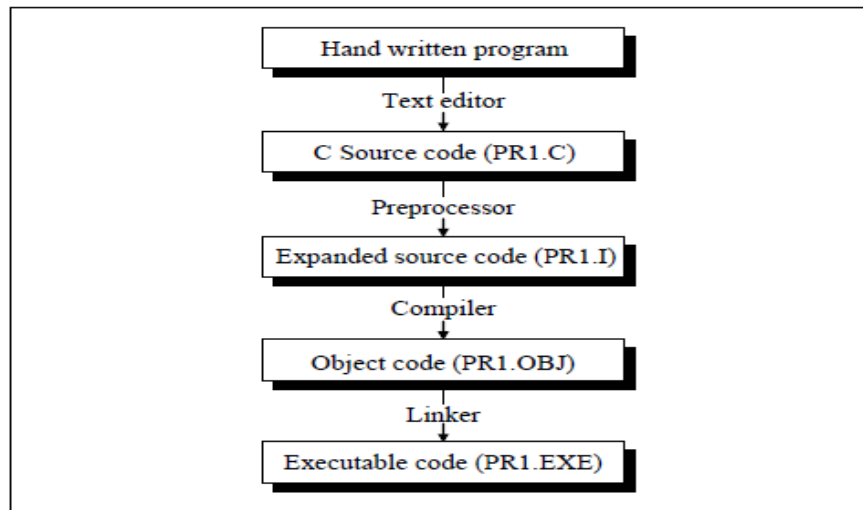 Hand written program
Text editor
C Source code (PR1.C)
Preprocessor
Expanded source code (PR1.I)
Compiler
Object code (PR1.OBJ)
Linker
Executable code (PR1.EXE)